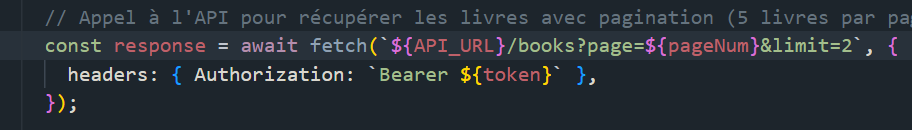 // Appel à l'API pour récupérer les livres avec pagination (5 livres par
const response = await fetch(`${API_URL}/books?page=${pageNum}&limit=2`, {
headers: { Authorization: `Bearer ${token}` },
});